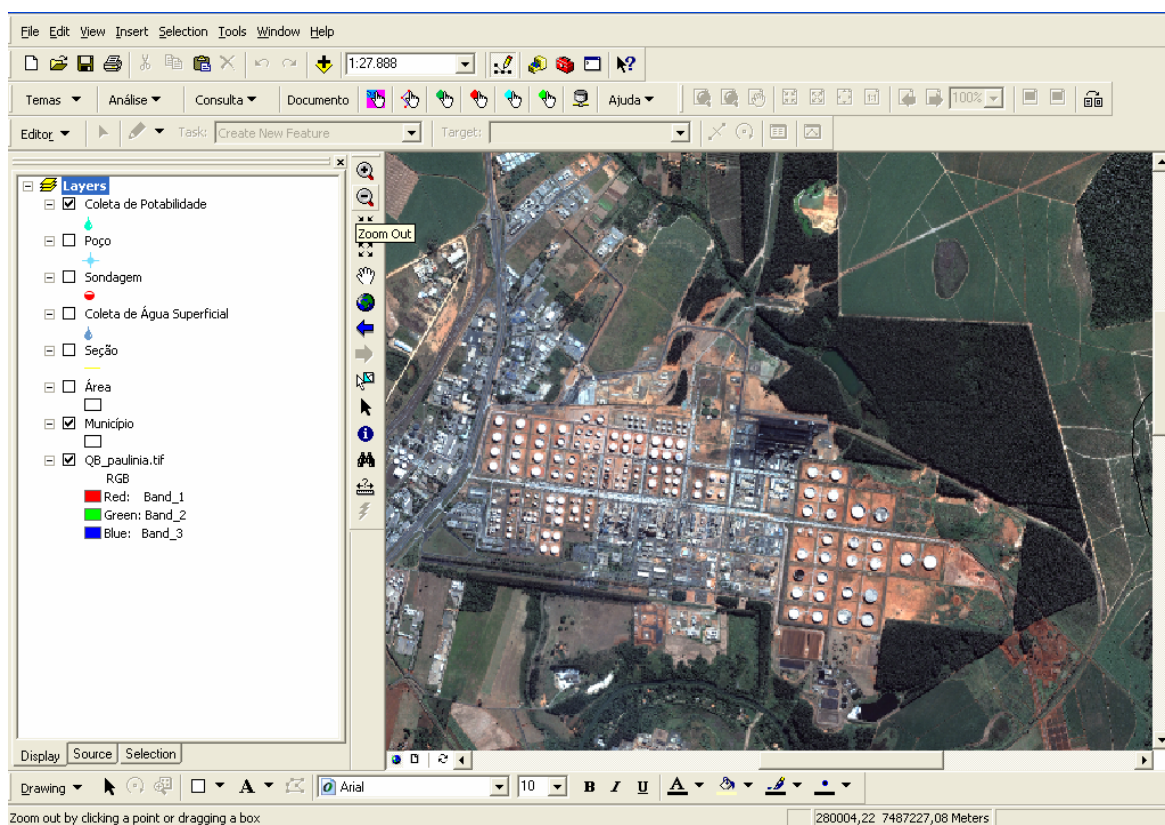 File Edit View Insert Selection Tools Window Help
1:27.888
Temas Análise Consulta Documento Ajuda 100%
Editor Task: Create New Feature Target:
Layers
Coleta de Potabilidade
Poço
Sondagem
Coleta de Água Superficial
Seção
Área
Município
QB_paulinia.tif
RGB
Red: Band_1
Green: Band_2
Blue: Band_3
Zoom Out
Display Source Selection
Drawing A Arial 10 B I U A
Zoom out by clicking a point or dragging a box 280004,22 7487227,08 Meters